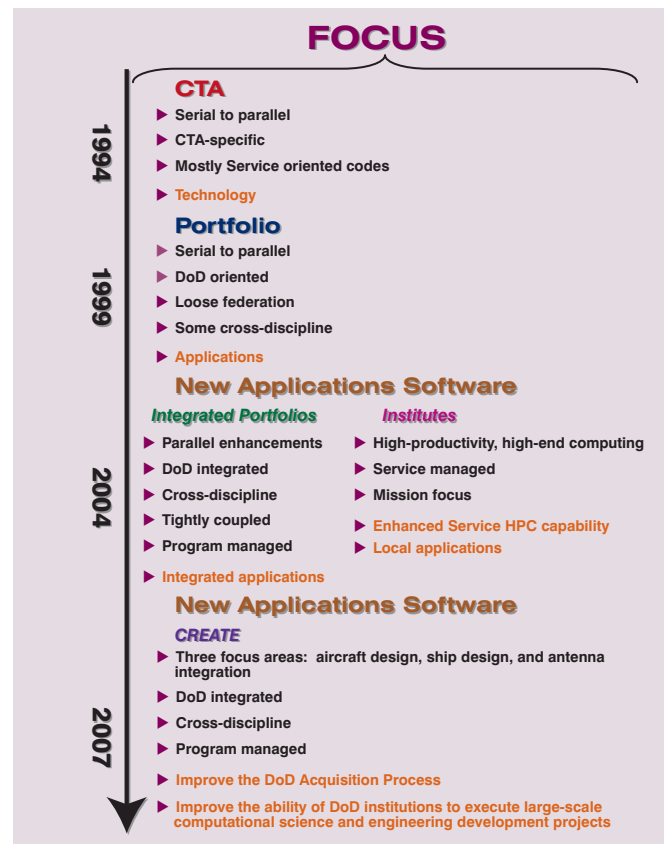 FOCUS
1994
CTA
Serial to parallel
CTA-specific
Mostly Service oriented codes
Technology
1999
Portfolio
Serial to parallel
DoD oriented
Loose federation
Some cross-discipline
Applications
2004
New Applications Software
Integrated Portfolios
Parallel enhancements
DoD integrated
Cross-discipline
Tightly coupled
Program managed
Integrated applications
Institutes
High-productivity, high-end computing
Service managed
Mission focus
Enhanced Service HPC capability
Local applications
2007
New Applications Software
CREATE
Three focus areas: aircraft design, ship design, and antenna
integration
DoD integrated
Cross-discipline
Program managed
Improve the DoD Acquisition Process
Improve the ability of DoD institutions to execute large-scale
computational science and engineering development projects